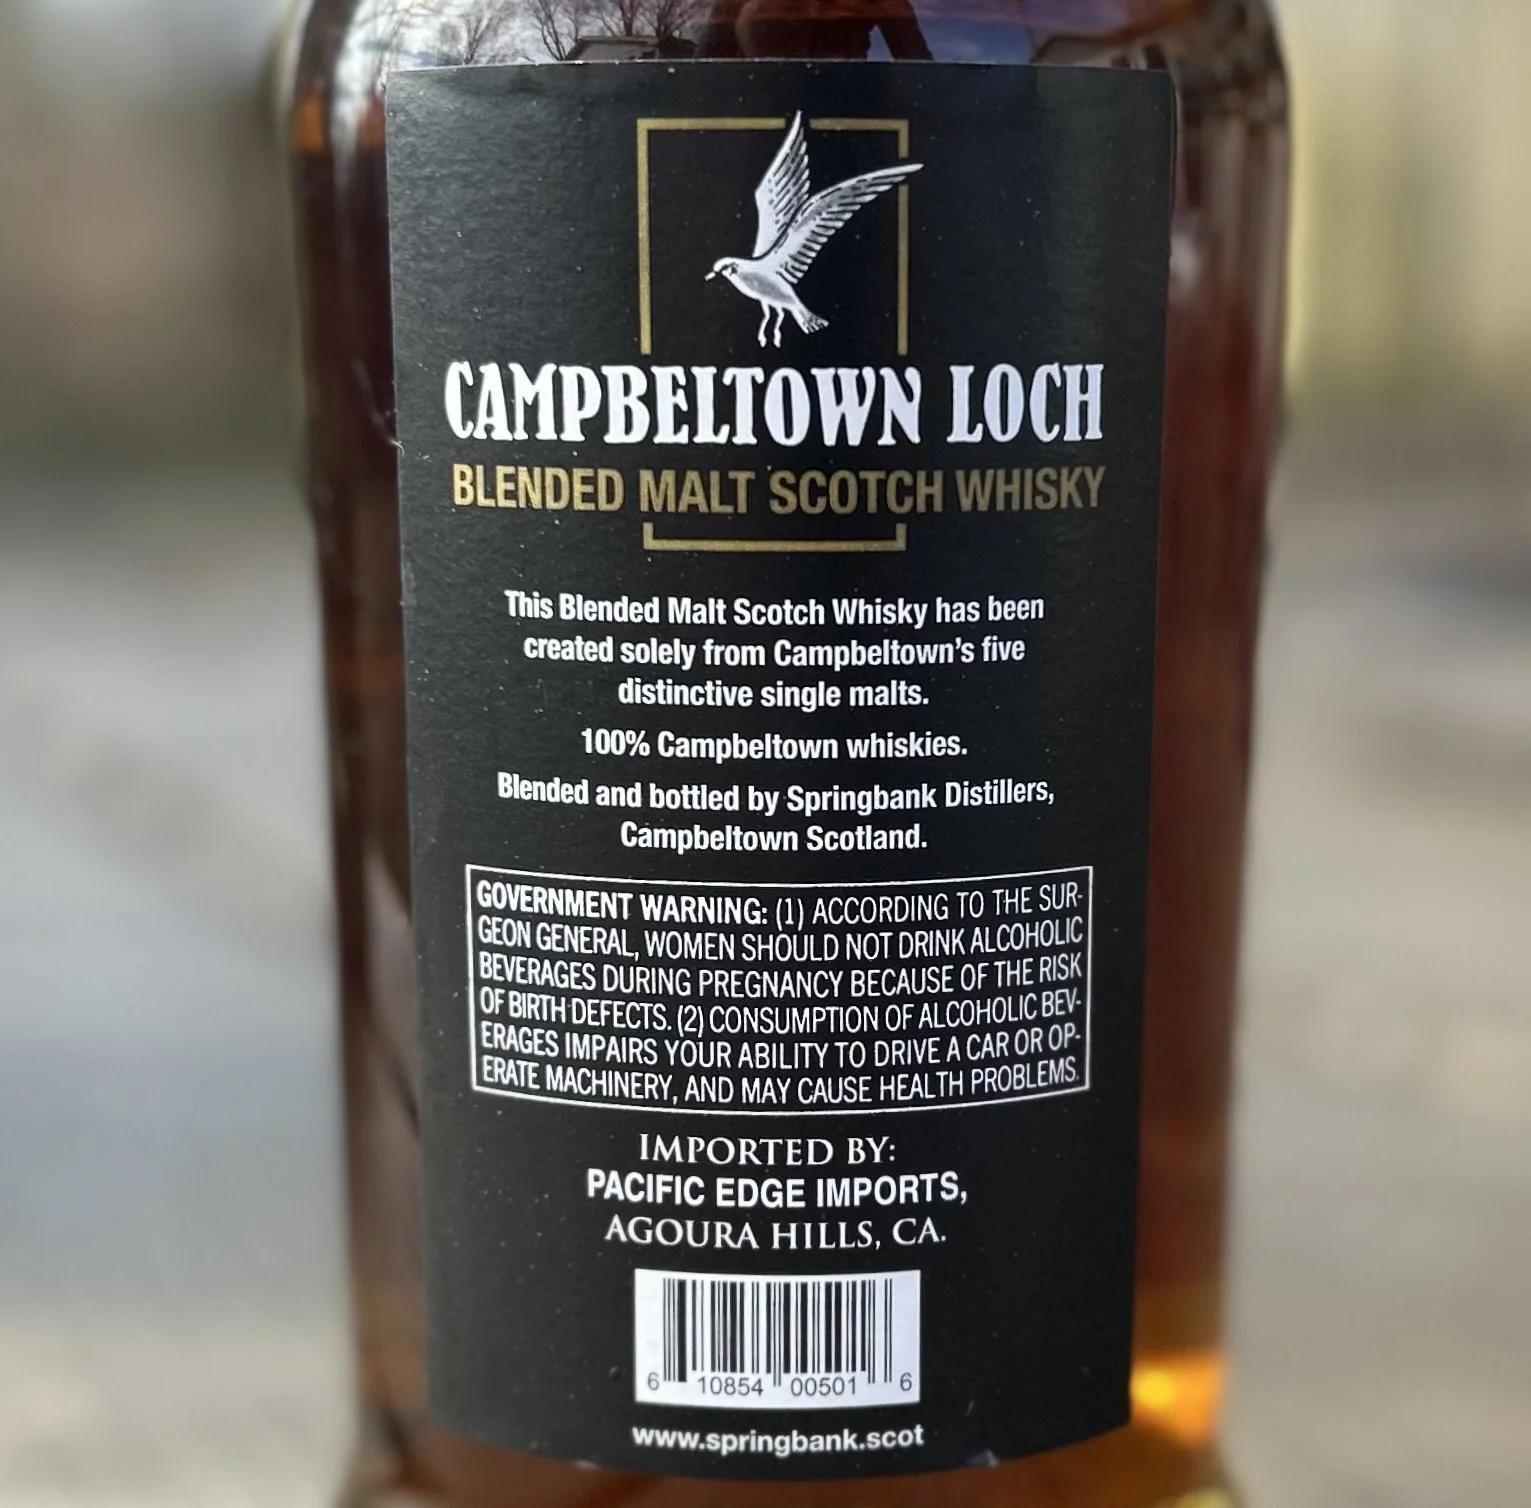 CAMPBELTOWN LOCH
BLENDED MALT SCOTCH WHISKY
This Blended Malt Scotch Whisky has been
created solely from Campbeltown's five
distinctive single malts.
100% Campbeltown whiskies.
Blended and bottled by Springbank Distillers,
Campbeltown Scotland.
GOVERNMENT WARNING: (1) ACCORDING TO THE SUR-
GEON GENERAL, WOMEN SHOULD NOT DRINK ALCOHOLIC
BEVERAGES DURING PREGNANCY BECAUSE OF THE RISK
OF BIRTH DEFECTS. (2) CONSUMPTION OF ALCOHOLIC BEV-
ERAGES IMPAIRS YOUR ABILITY TO DRIVE A CAR OR OP-
ERATE MACHINERY, AND MAY CAUSE HEALTH PROBLEMS.
IMPORTED BY:
PACIFIC EDGE IMPORTS,
AGOURA HILLS, CA.
6 10854 00501 6
www.springbank.scot